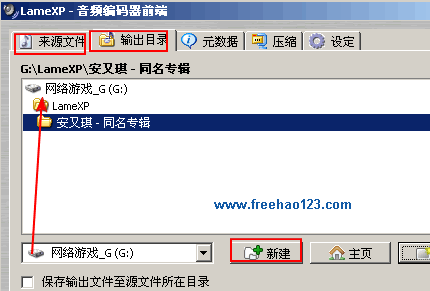 LameXP - 音频编码器前端
来源文件 输出目录 元数据 压缩 设定
G:\LameXP\安又琪 - 同名专辑
网络游戏_G (G:)
LameXP
安又琪 - 同名专辑
www.freehao123.com
网络游戏_G (G:) 新建 主页
保存输出文件至源文件所在目录